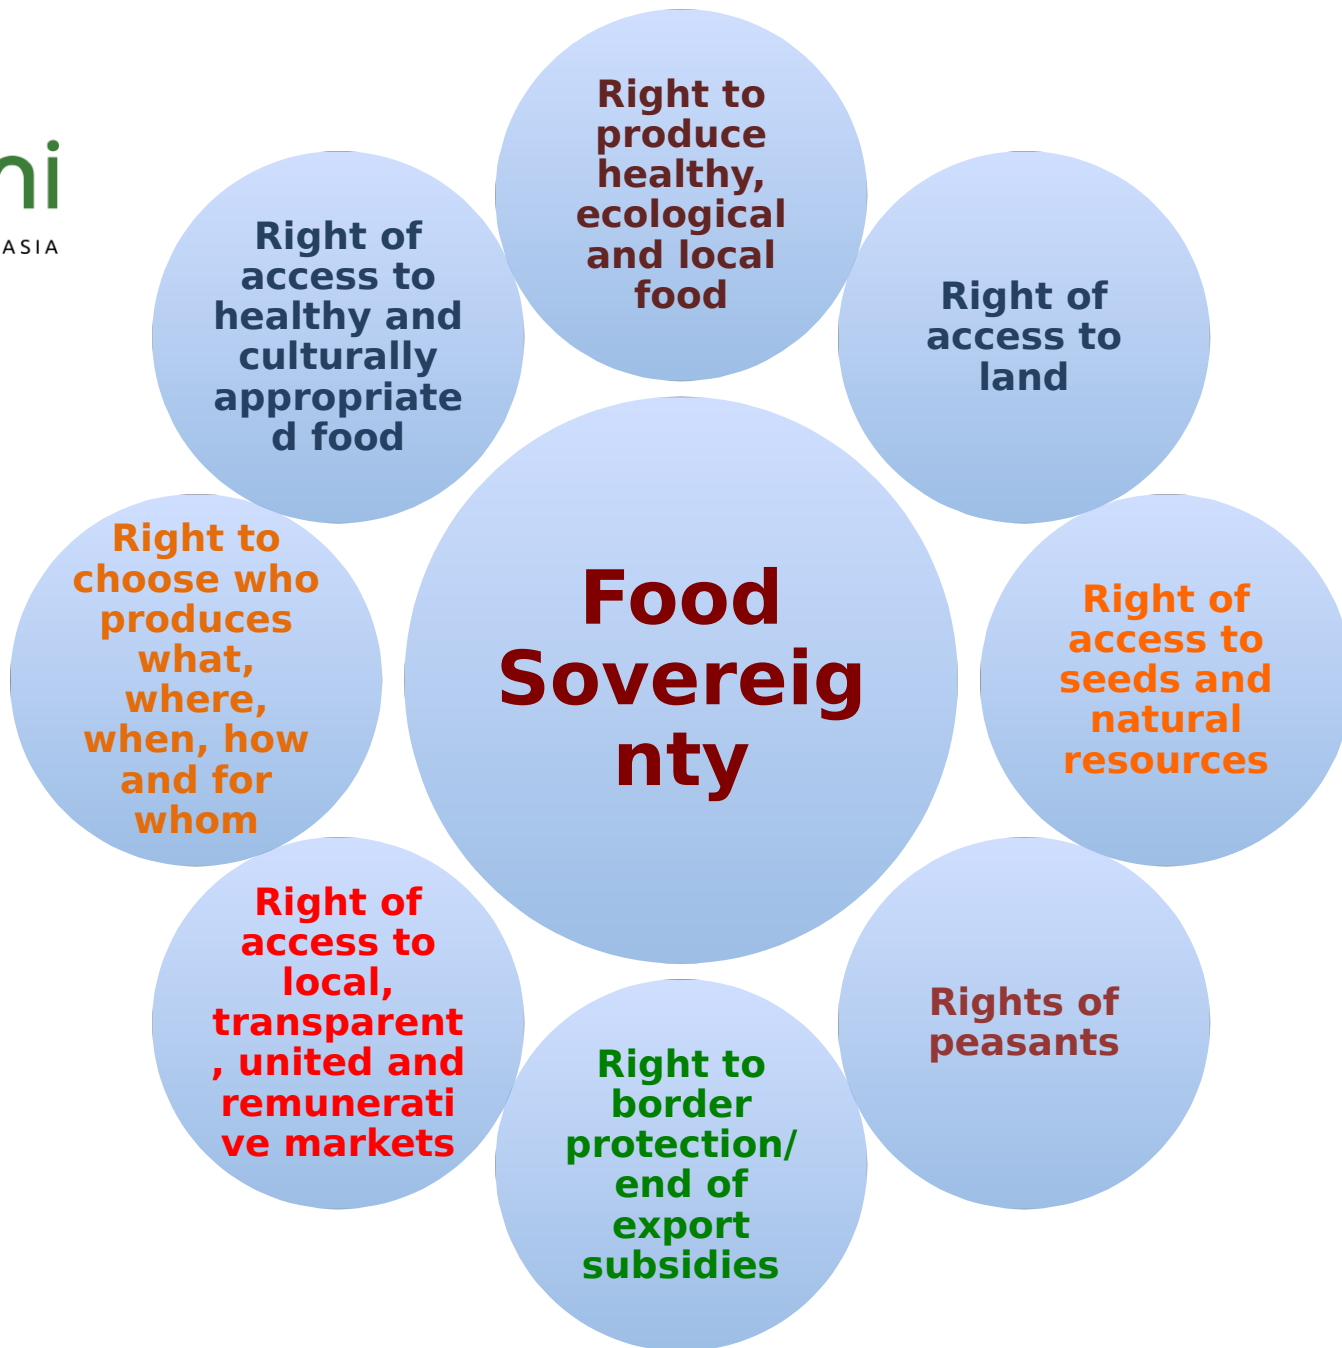 Right to
produce
healthy,
ecological
and local
food
ni
ASIA
Right of
access to
healthy and
culturally
appropriate
d food
Right of
access to
land
Right to
choose who
produces
what,
where,
when, how
and for
whom
Food
Sovereig
nty
Right of
access to
seeds and
natural
resources
Right of
access to
local,
transparent
, united and
remunerati
ve markets
Right to
border
protection/
end of
export
subsidies
Rights of
peasants